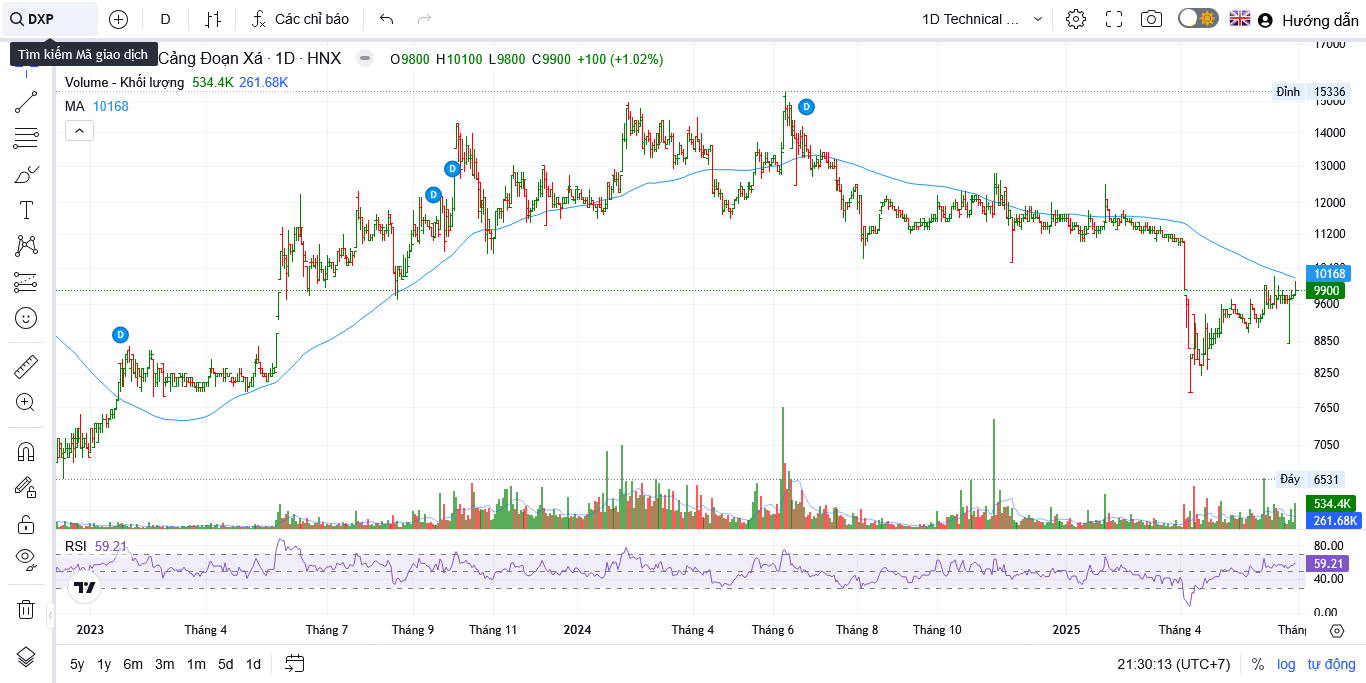 DXP D Các chỉ báo 1D Technical ... Hướng dẫn
Tìm kiếm Mã giao dịch
Cảng Đoạn Xá · 1D · HNX O9800 H10100 L9800 C9900 +100 (+1.02%)
Volume - Khối lượng 534.4K 261.68K
MA 10168
17000
Đỉnh 15336
15000
14000
13000
12000
11200
10168
9900
9600
8850
8250
7650
7050
Đáy 6531
534.4K
261.68K
D
D
D
D
RSI 59.21
80.00
59.21
40.00
0.00
2023 Tháng 4 Tháng 7 Tháng 9 Tháng 11 2024 Tháng 4 Tháng 6 Tháng 8 Tháng 10 2025 Tháng 4 Tháng
5y 1y 6m 3m 1m 5d 1d 21:30:13 (UTC+7) % log tự động